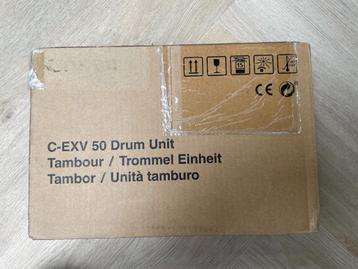 CE
C-EXV 50 Drum Unit
Tambour / Trommel Einheit
Tambor / Unità tamburo